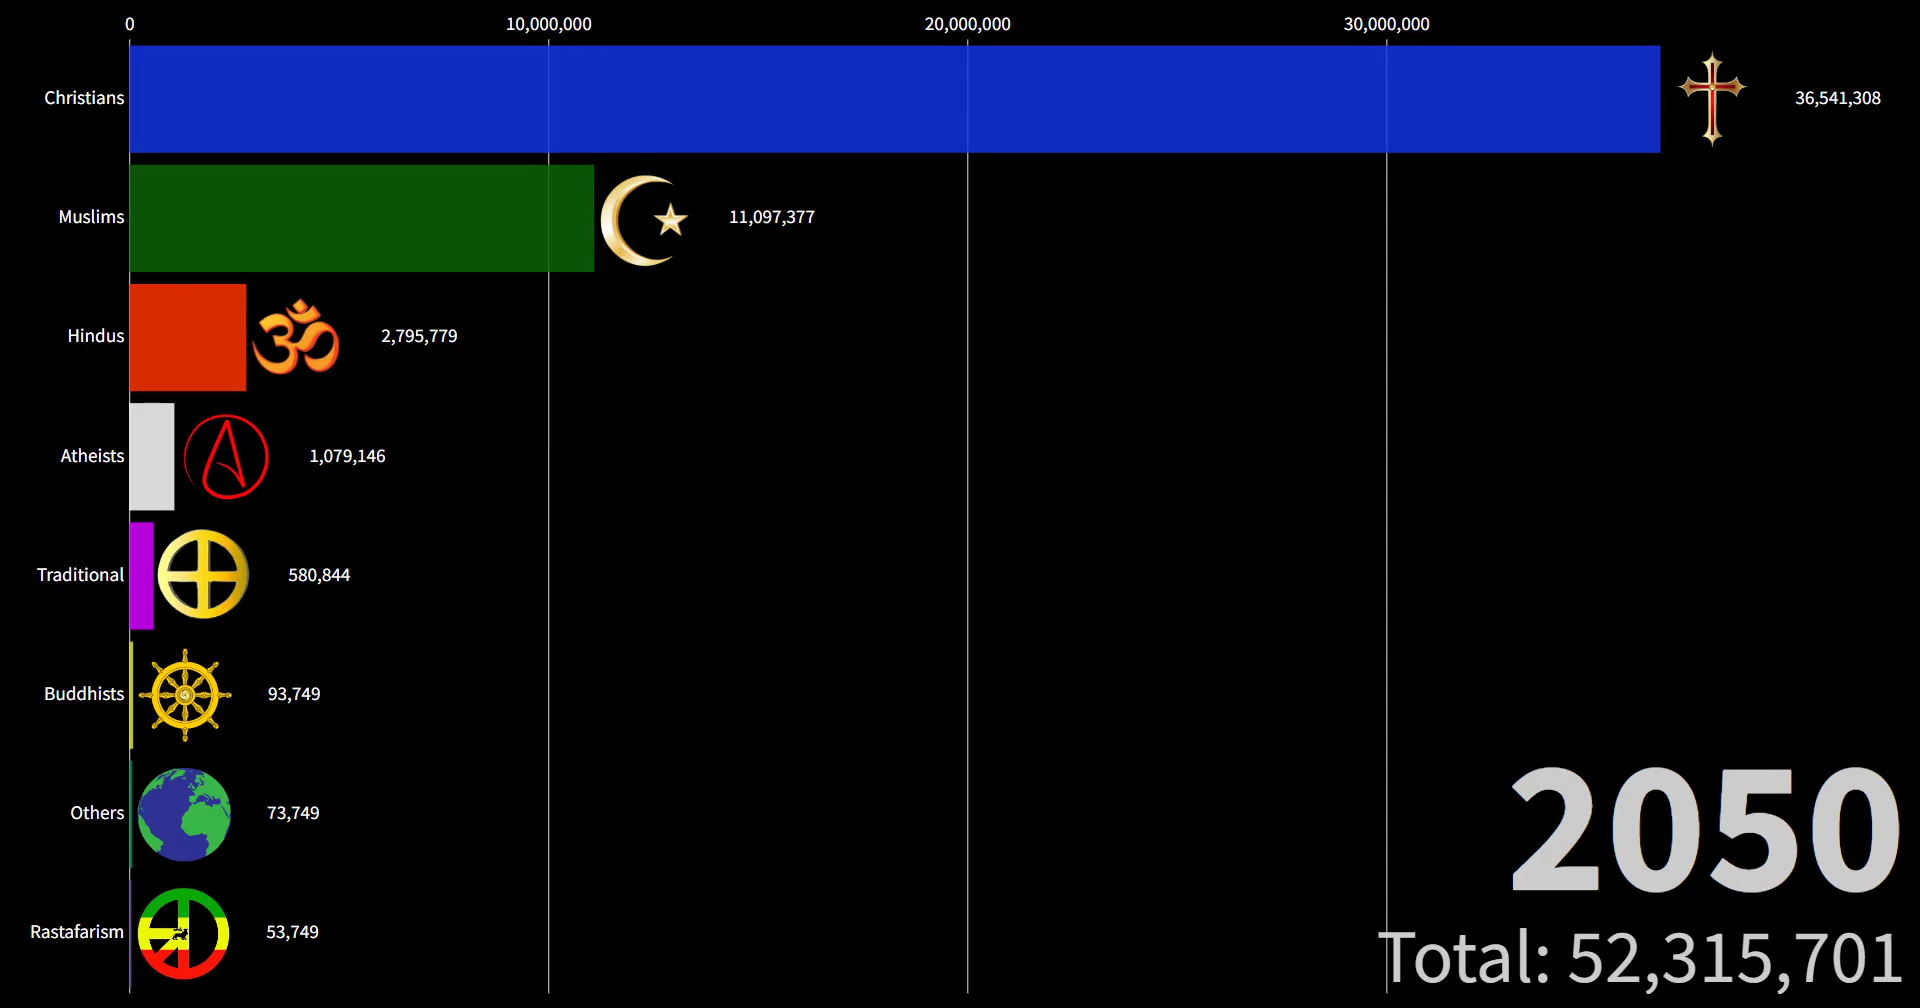 0 10,000,000 20,000,000 30,000,000
Christians 36,541,308
Muslims 11,097,377
Hindus 2,795,779
Atheists 1,079,146
Traditional 580,844
Buddhists 93,749
Others 73,749
Rastafarism 53,749
2050
Total: 52,315,701